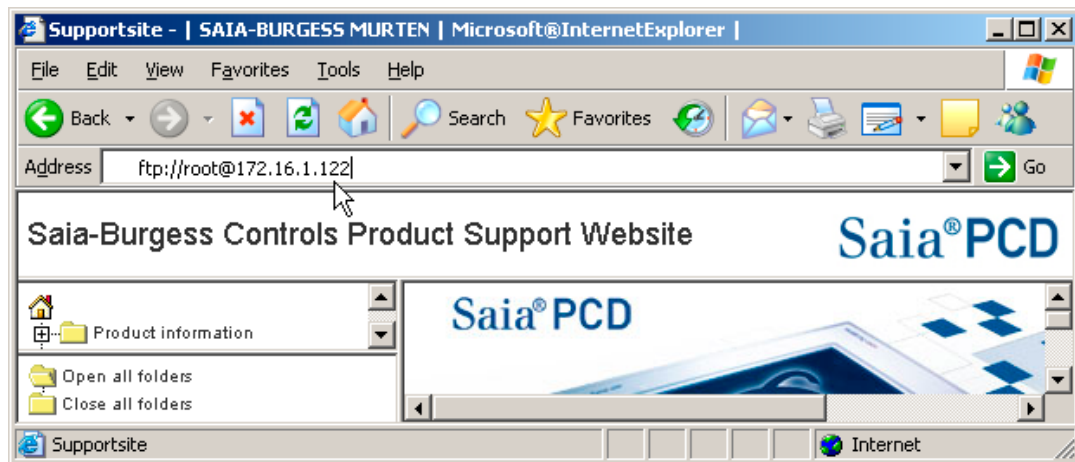 Supportsite - | SAIA-BURGESS MURTEN | Microsoft®InternetExplorer |
File Edit View Favorites Tools Help
Back Search Favorites
Address ftp://root@172.16.1.122 Go
Saia-Burgess Controls Product Support Website Saia®PCD
Product information
Saia®PCD
Open all folders
Close all folders
Supportsite Internet